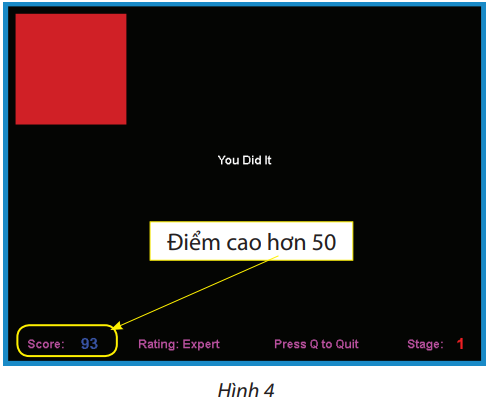 You Did It
Điểm cao hơn 50
Score: 93 Rating: Expert Press Q to Quit Stage: 1
Hình 4